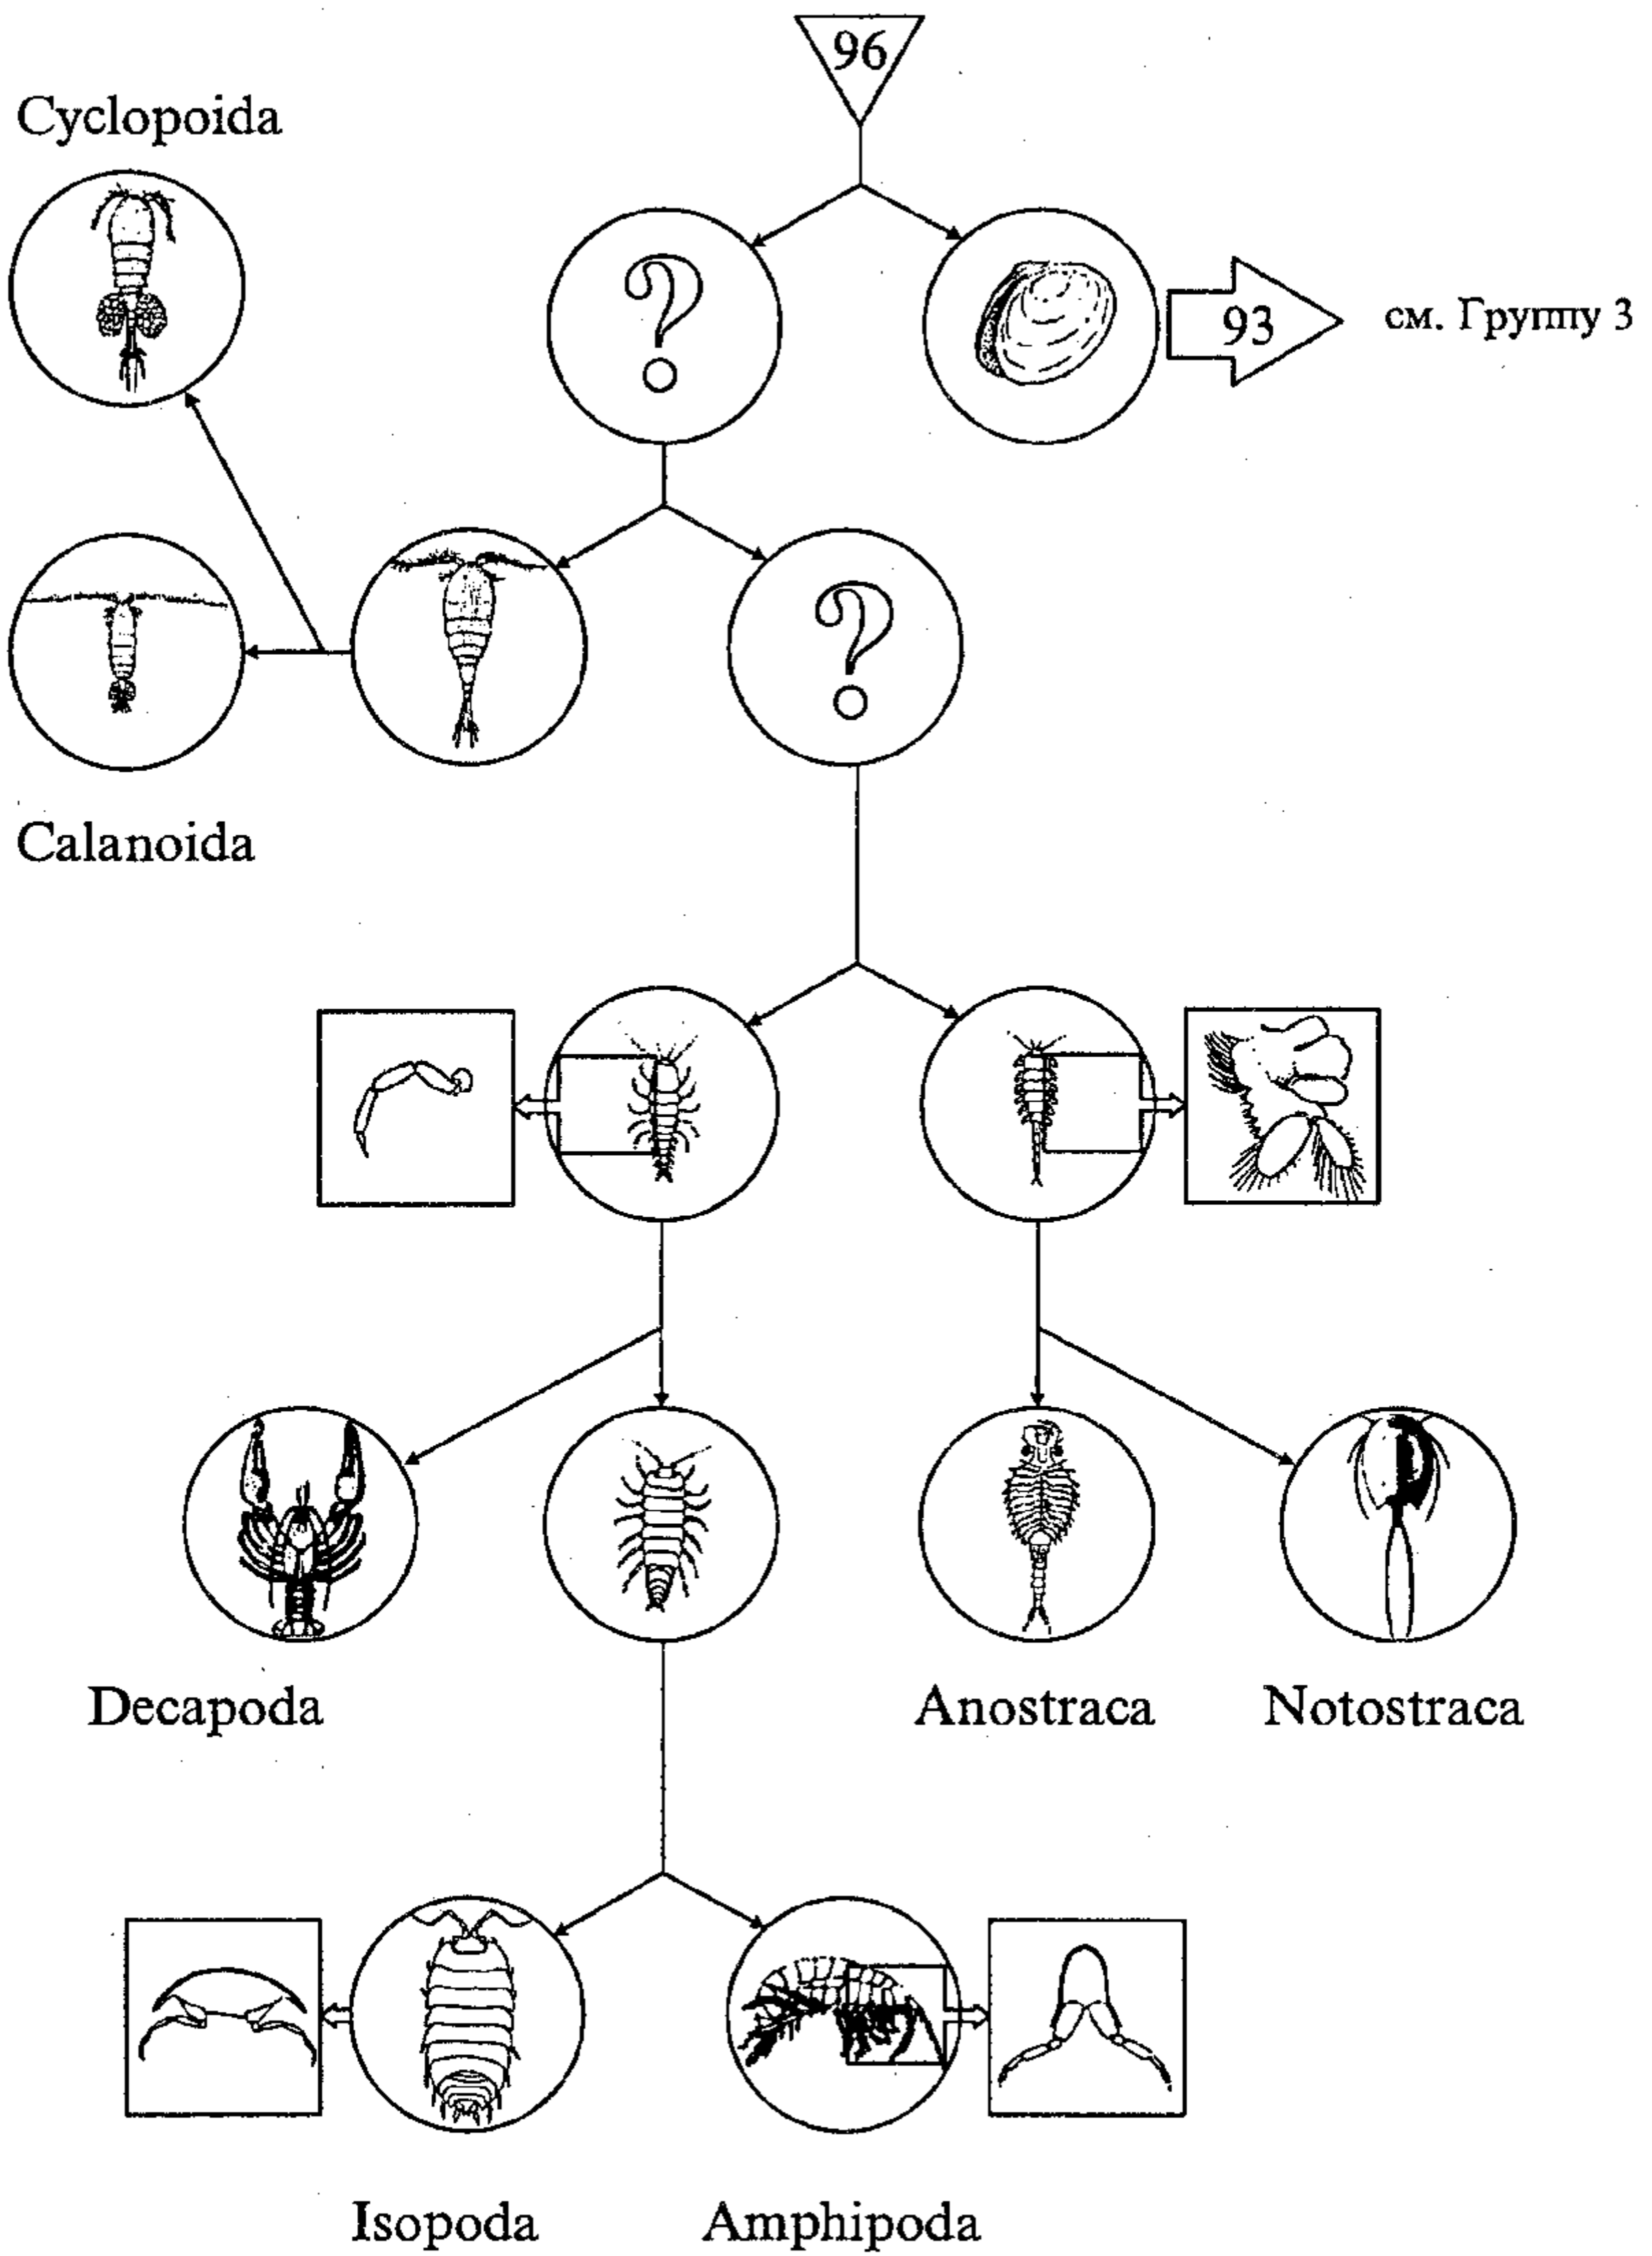 96
Cyclopoida
?
93
см. Группу 3
?
Calanoida
Decapoda
Anostraca
Notostraca
Isopoda
Amphipoda